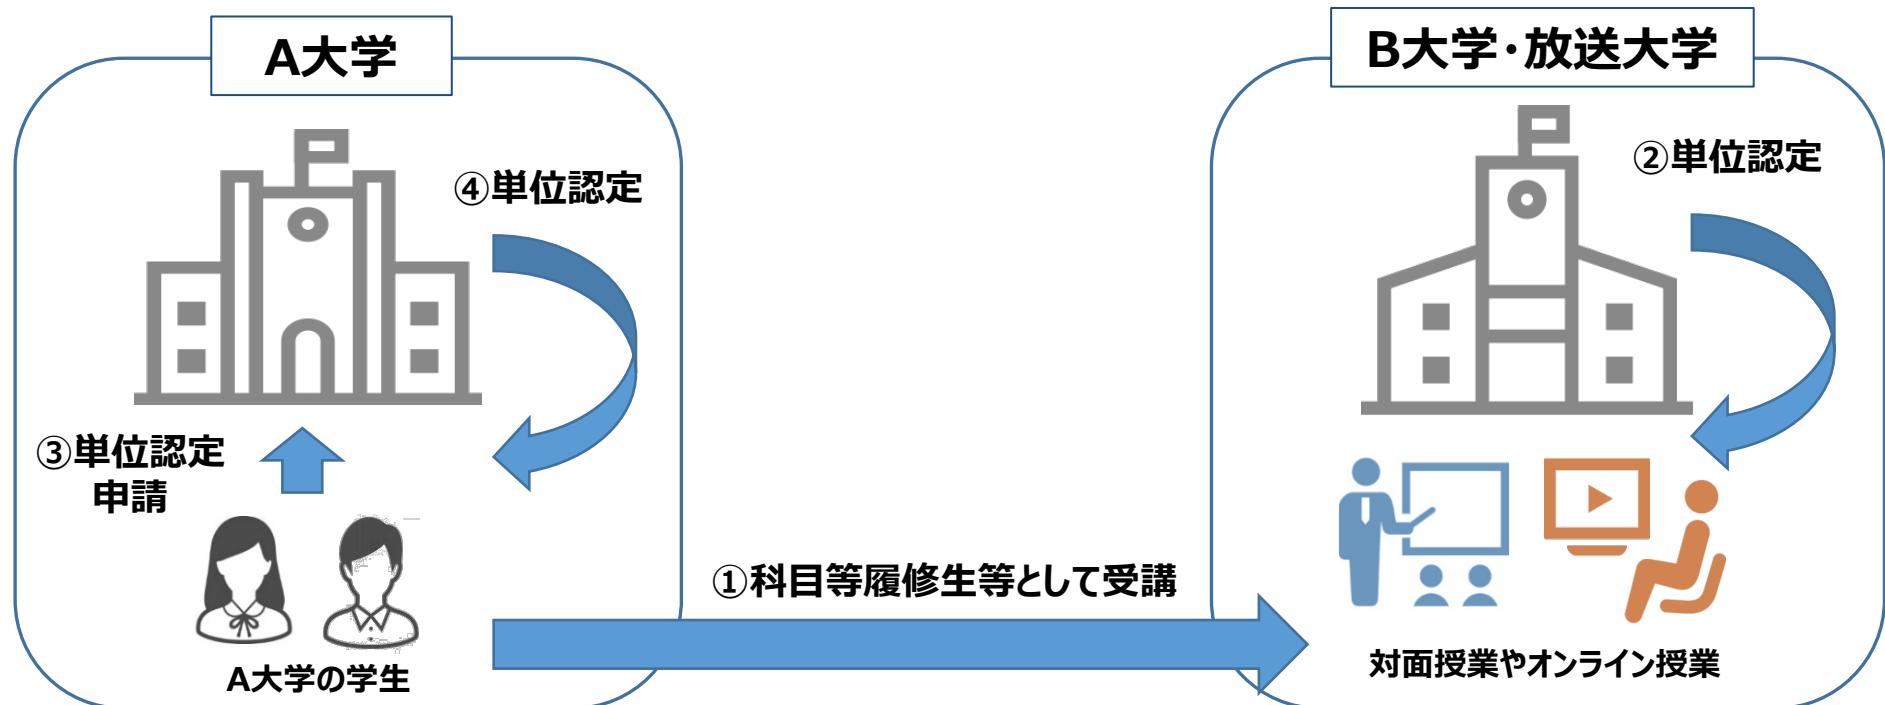 A大学
④単位認定
③単位認定
申請
A大学の学生
①科目等履修生等として受講
B大学・放送大学
②単位認定
対面授業やオンライン授業